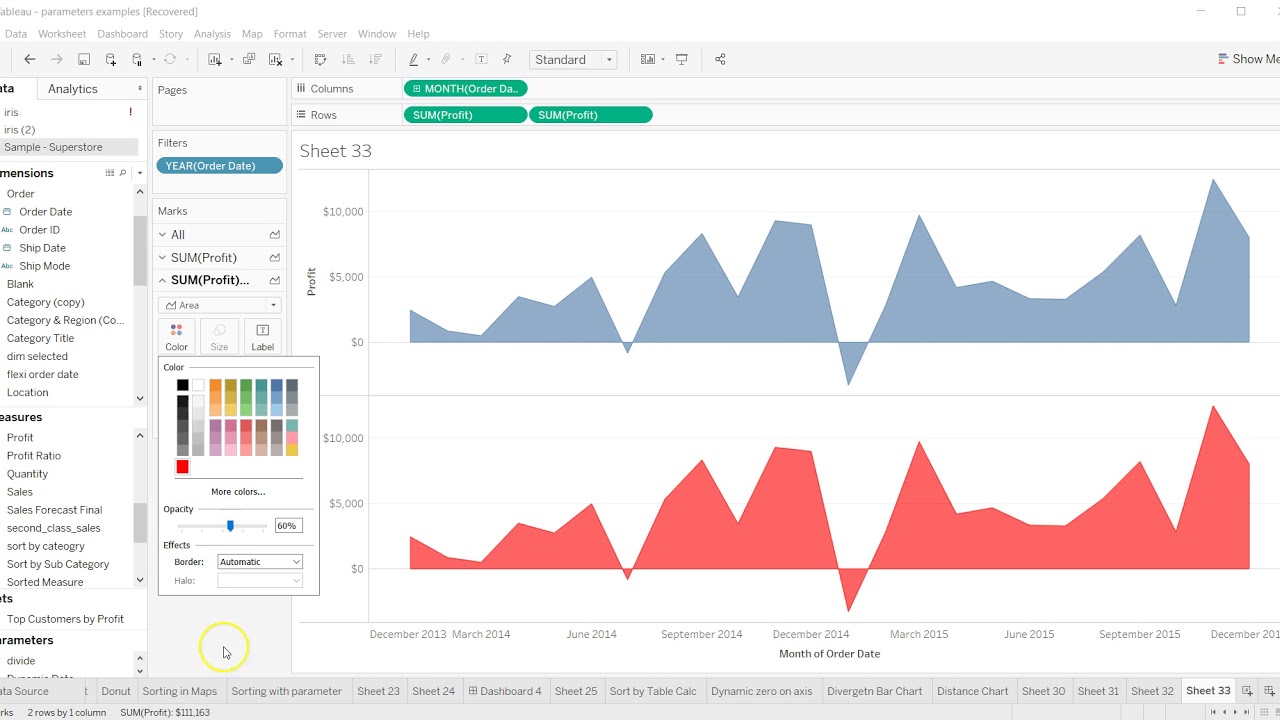 Tableau - parameters examples [Recovered]
Data Worksheet Dashboard Story Analysis Map Format Server Window Help
Standard
Show Me
ata Analytics
iris !
iris (2)
Sample - Superstore
imensions
Order
Order Date
Abc Order ID
Ship Date
Abc Ship Mode
Blank
Category (copy)
Category & Region (Co...
Category Title
dim selected
flexi order date
Location
easures
Profit
Profit Ratio
Quantity
Sales
Sales Forecast Final
second_class_sales
sort by cateogry
Sort by Sub Category
Sorted Measure
ets
Top Customers by Profit
arameters
divide
Pages
Filters
YEAR(Order Date)
Marks
All
SUM(Profit)
SUM(Profit)...
Area
Color Size Label
Color
More colors...
Opacity
60%
Effects
Border: Automatic
Halo:
Columns MONTH(Order Da..
Rows SUM(Profit) SUM(Profit)
Sheet 33
Profit
$10,000
$5,000
$0
$10,000
$5,000
$0
December 2013 March 2014 June 2014 September 2014 December 2014 March 2015 June 2015 September 2015 December 201
Month of Order Date
ata Source t Donut Sorting in Maps Sorting with parameter Sheet 23 Sheet 24 Dashboard 4 Sheet 25 Sort by Table Calc Dynamic zero on axis Divergetn Bar Chart Distance Chart Sheet 30 Sheet 31 Sheet 32 Sheet 33
rks 2 rows by 1 column SUM(Profit): $111.163